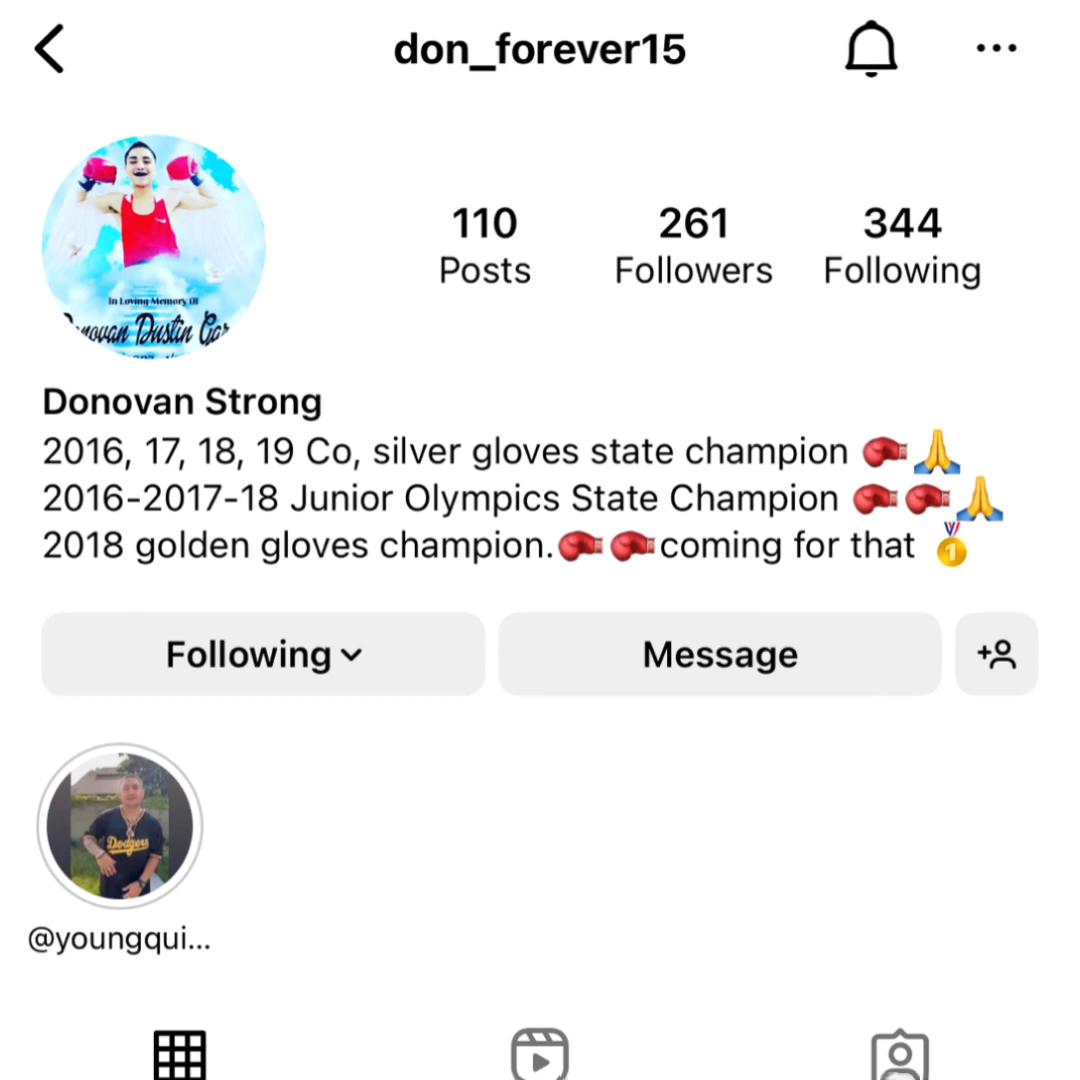 don_forever15
110
261
344
Posts
Followers
Following
In Loving Memory Of
Dustin
Donovan Strong
2016, 17, 18, 19 Co, silver gloves state champion 🥊🙏
2016-2017-18 Junior Olympics State Champion 🥊🥊🙏
2018 golden gloves champion.🥊🥊coming for that 🥇
Following
Message
Dodgers
@youngqui...